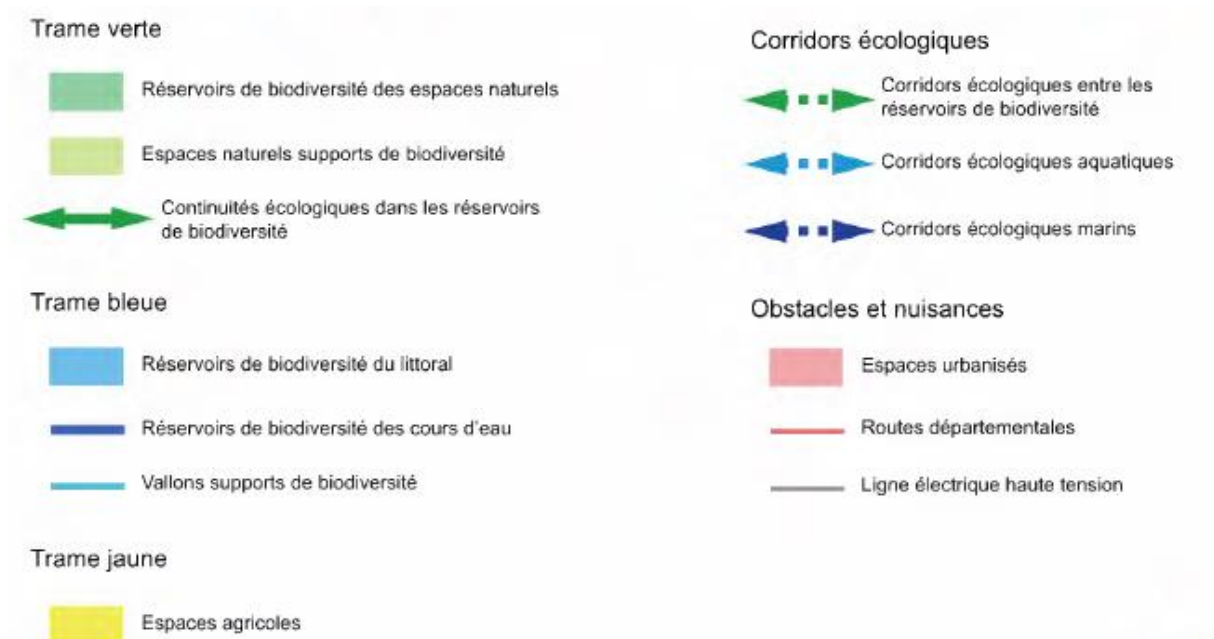 Trame verte
Réservoirs de biodiversité des espaces naturels
Espaces naturels supports de biodiversité
Continuités écologiques dans les réservoirs
de biodiversité
Trame bleue
Réservoirs de biodiversité du littoral
Réservoirs de biodiversité des cours d'eau
Vallons supports de biodiversité
Trame jaune
Espaces agricoles
Corridors écologiques
Corridors écologiques entre les
réservoirs de biodiversité
Corridors écologiques aquatiques
Corridors écologiques marins
Obstacles et nuisances
Espaces urbanisés
Routes départementales
Ligne électrique haute tension